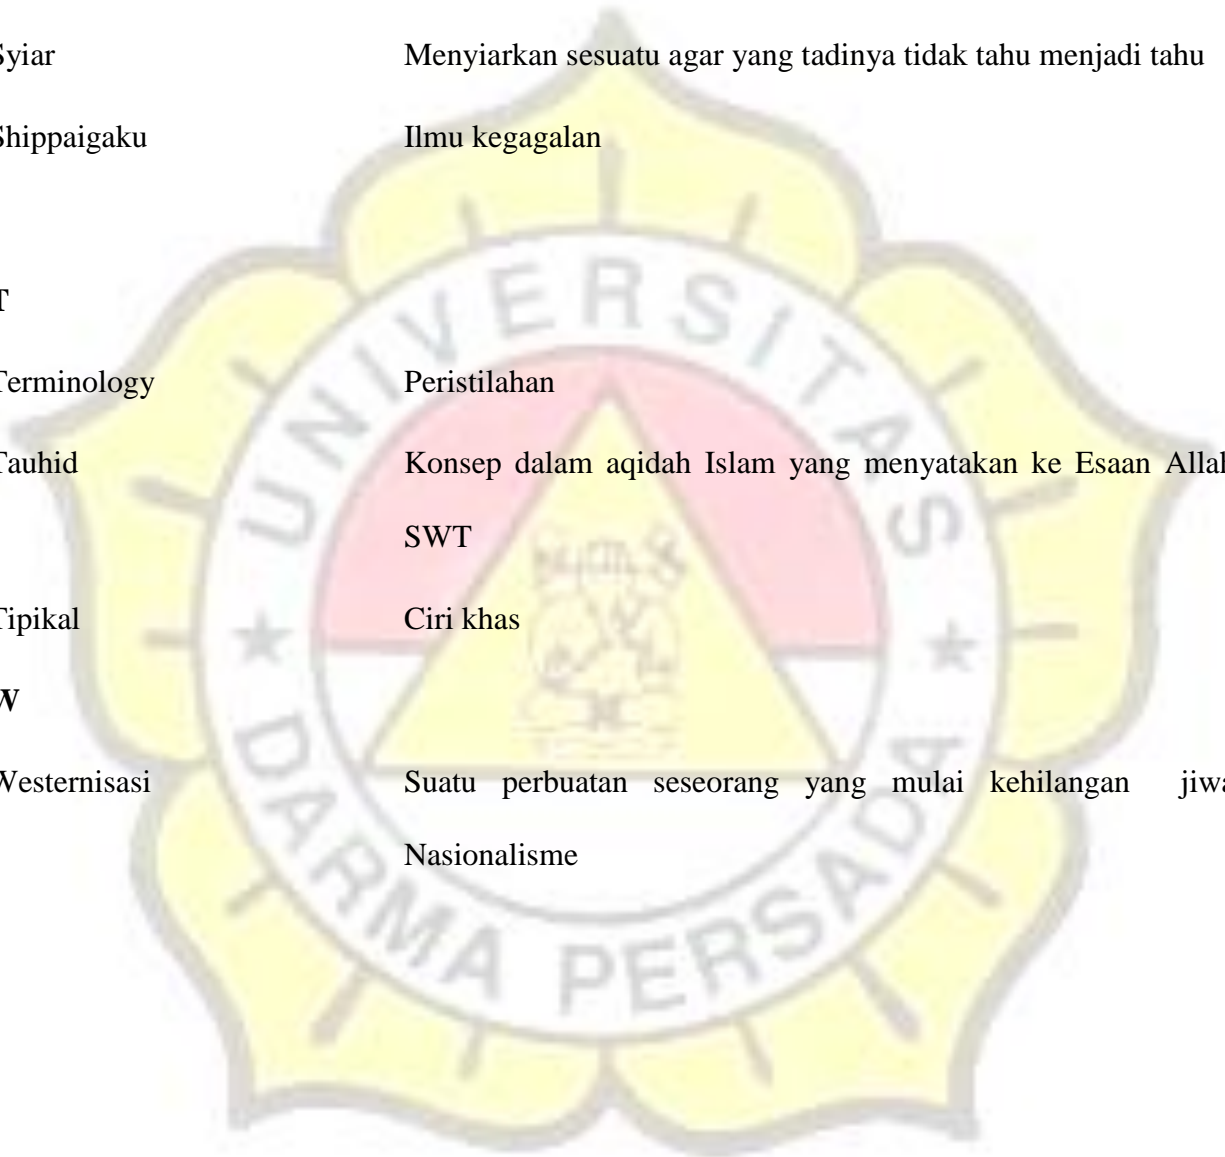 Syiar Menyiarkan sesuatu agar yang tadinya tidak tahu menjadi tahu
Shippaigaku Ilmu kegagalan
T
Terminology Peristilahan
Tauhid Konsep dalam aqidah Islam yang menyatakan ke Esaan Allah
SWT
Tipikal Ciri khas
W
Westernisasi Suatu perbuatan seseorang yang mulai kehilangan jiwa
Nasionalisme
UNIVERSITAS
DARMA PERSADA